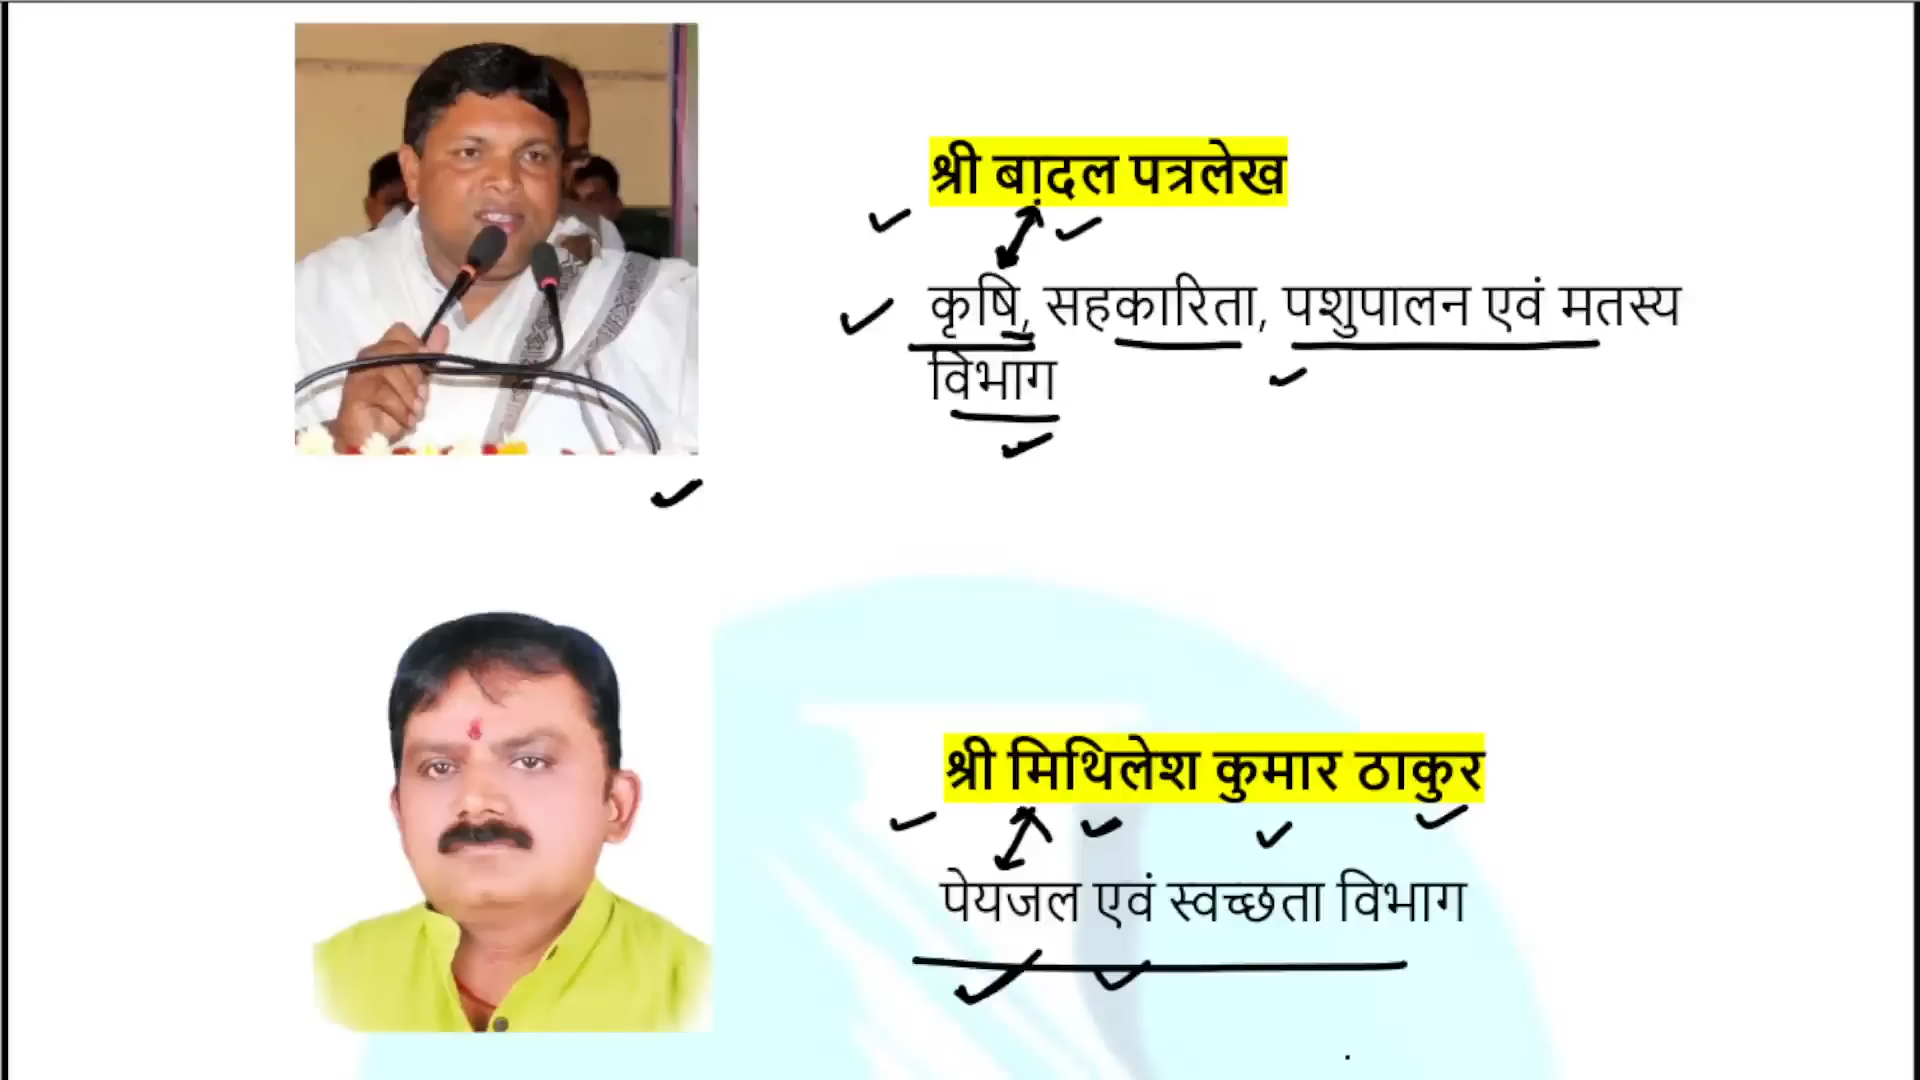 श्री बादल पत्रलेख
कृषि, सहकारिता, पशुपालन एवं मतस्य
विभाग
श्री मिथिलेश कुमार ठाकुर
पेयजल एवं स्वच्छता विभाग